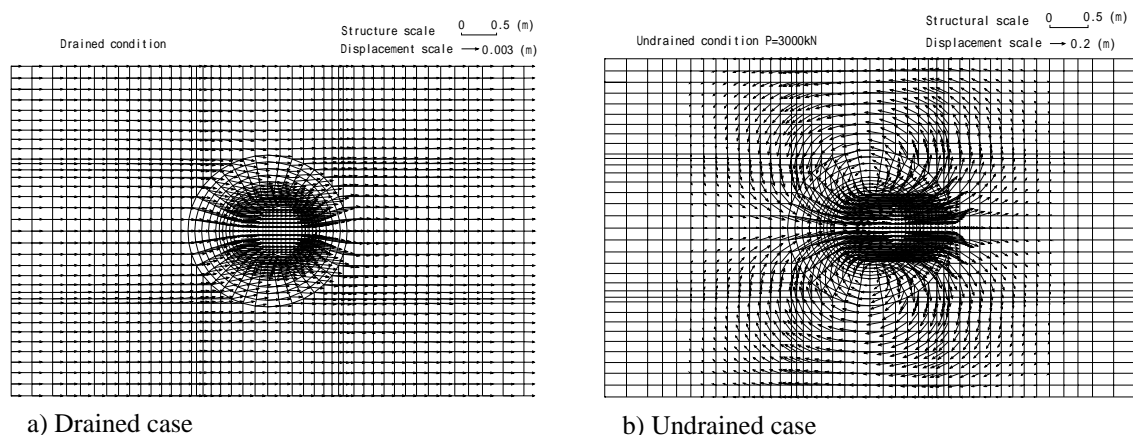 Structure scale 0 0.5 (m)
Drained condition
Displacement scale 0.003 (m)
Structural scale 0 0.5 (m)
Undrained condition P=3000kN
Displacement scale 0.2 (m)
a) Drained case
b) Undrained case